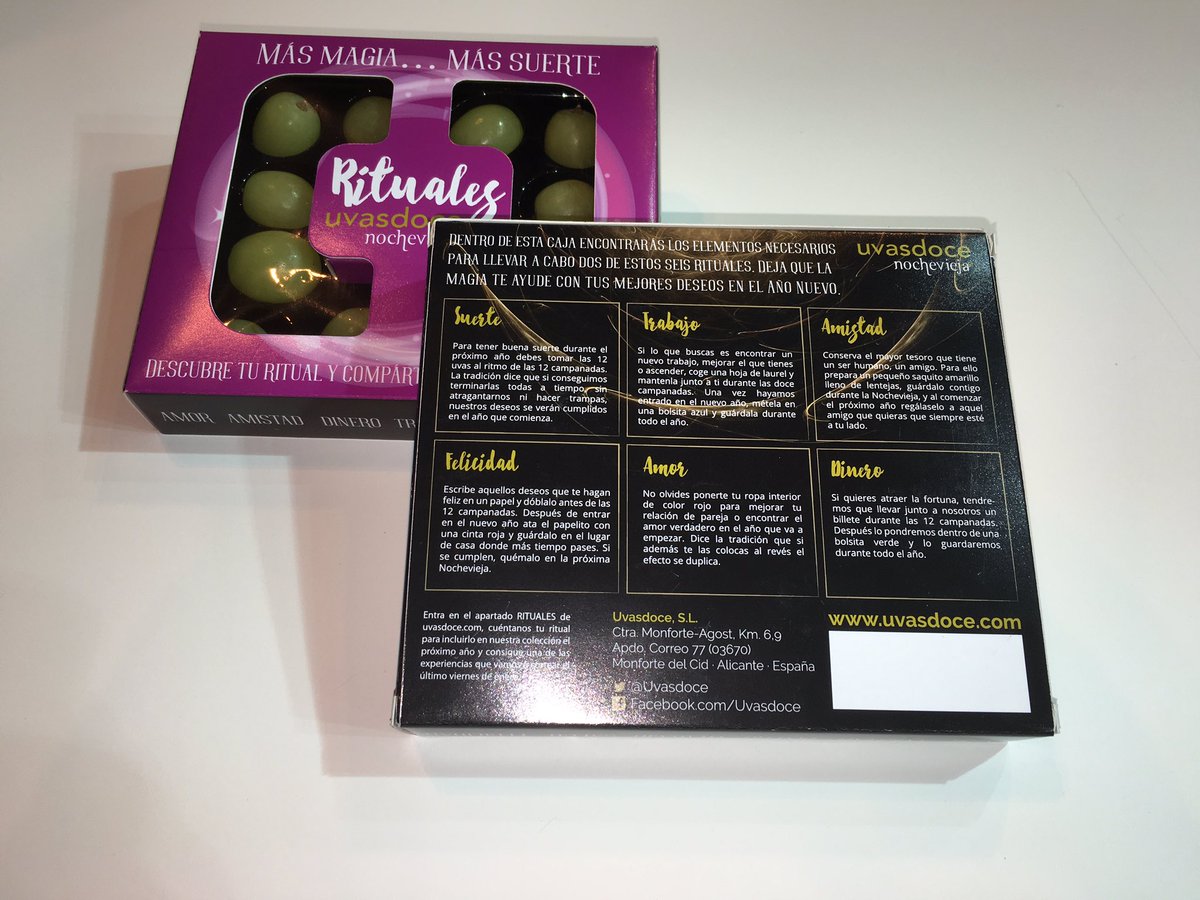 MÁS MAGIA... MÁS SUERTE
Rituales
uvasdoce
nochevi
DESCUBRE TU RITUAL Y COMPÁRT
AMOR AMISTAD DINERO TR
DENTRO DE ESTA CAJA ENCONTRARÁS LOS ELEMENTOS NECESARIOS
PARA LLEVAR A CABO DOS DE ESTOS SEIS RITUALES. DEJA QUE LA
MAGIA TE AYUDE CON TUS MEJORES DESEOS EN EL AÑO NUEVO.
uvasdoce
nochevieja
Suerte
Para tener buena suerte durante el
próximo año debes tomar las 12
uvas al ritmo de las 12 campanadas.
La tradición dice que si conseguimos
terminarlas todas a tiempo, sin
atragantarnos ni hacer trampas,
nuestros deseos se verán cumplidos
en el año que comienza.
Trabajo
Si lo que buscas es encontrar un
nuevo trabajo, mejorar el que tienes
o ascender, coge una hoja de laurel y
mantenla junto a ti durante las doce
campanadas. Una vez hayamos
entrado en el nuevo año, métela en
una bolsita azul y guárdala durante
todo el año.
Amistad
Conserva el mayor tesoro que tiene
un ser humano, un amigo. Para ello
prepara un pequeño saquito amarillo
lleno de lentejas, guárdalo contigo
durante la Nochevieja, y al comenzar
el próximo año regálaselo a aquel
amigo que quieras que siempre esté
a tu lado.
Felicidad
Escribe aquellos deseos que te hagan
feliz en un papel y dóblalo antes de las
12 campanadas. Después de entrar
en el nuevo año ata el papelito con
una cinta roja y guárdalo en el lugar
de casa donde más tiempo pases. Si
se cumplen, quémalo en la próxima
Nochevieja.
Amor
No olvides ponerte tu ropa interior
de color rojo para mejorar tu
relación de pareja o encontrar el
amor verdadero en el año que va a
empezar. Dice la tradición que si
además te las colocas al revés el
efecto se duplica.
Dinero
Si quieres atraer la fortuna, tendre-
mos que llevar junto a nosotros un
billete durante las 12 campanadas.
Después lo pondremos dentro de una
bolsita verde y lo guardaremos
durante todo el año.
Entra en el apartado RITUALES de
uvasdoce.com, cuéntanos tu ritual
para incluirlo en nuestra colección el
próximo año y consigue una de las
experiencias que vamos a sortear el
último viernes de enero.
Uvasdoce, S.L.
Ctra. Monforte-Agost, Km. 6,9
Apdo, Correo 77 (03670)
Monforte del Cid · Alicante · España
@Uvasdoce
Facebook.com/Uvasdoce
www.uvasdoce.com